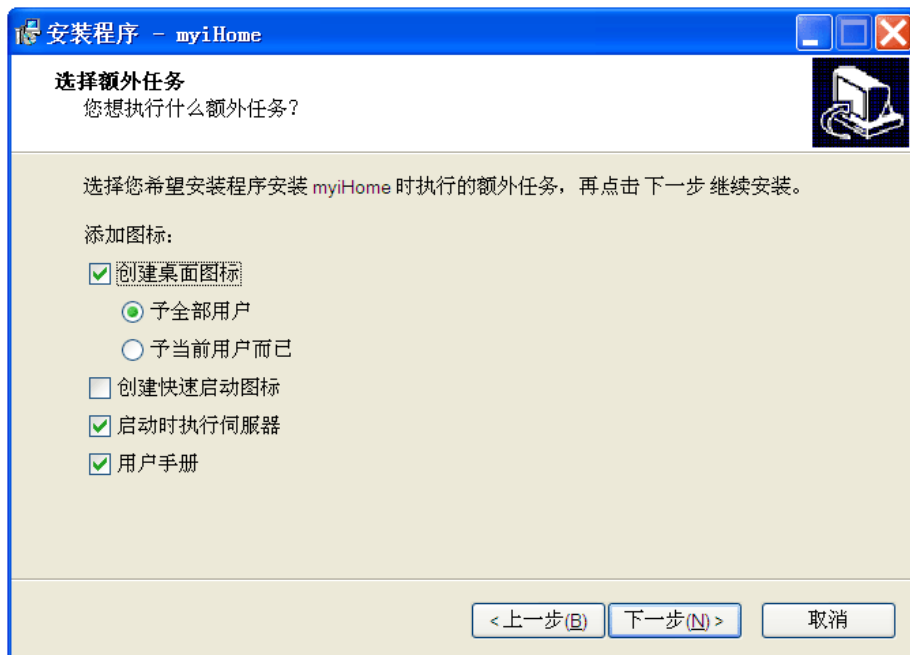 安装程序 - myiHome
选择额外任务
您想执行什么额外任务?
选择您希望安装程序安装 myiHome 时执行的额外任务，再点击 下一步 继续安装。
添加图标：
创建桌面图标
予全部用户
予当前用户而已
创建快速启动图标
启动时执行伺服器
用户手册
<上一步(B)
下一步(N) >
取消